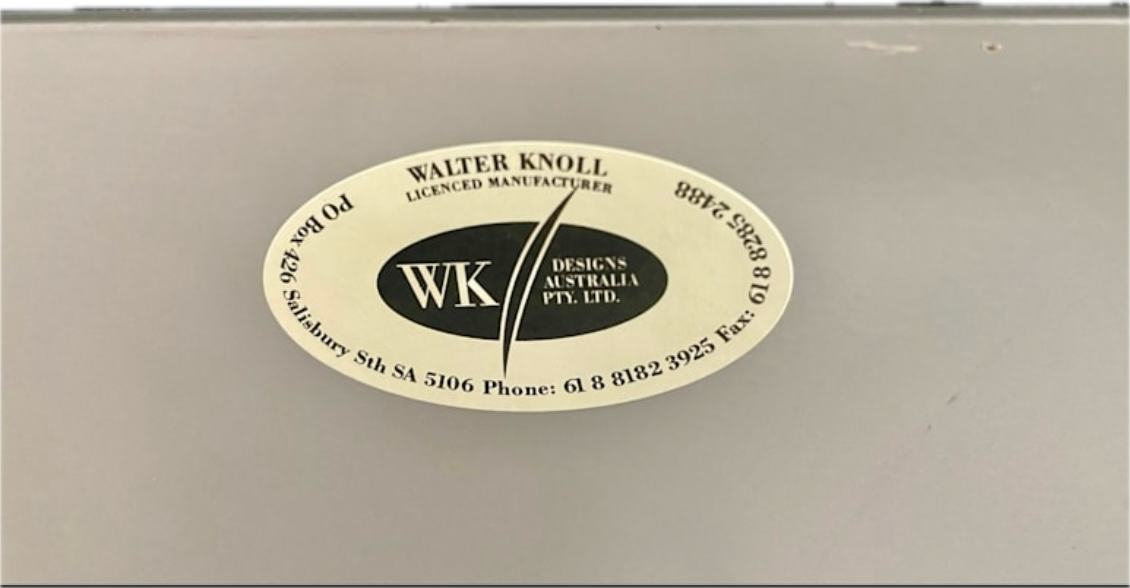 WALTER KNOLL
LICENCED MANUFACTURER
WK
DESIGNS
AUSTRALIA
PTY. LTD.
PO Box 426 Salisbury Sth SA 5106 Phone: 61 8 8182 3925 Fax: 61 8 8285 2488